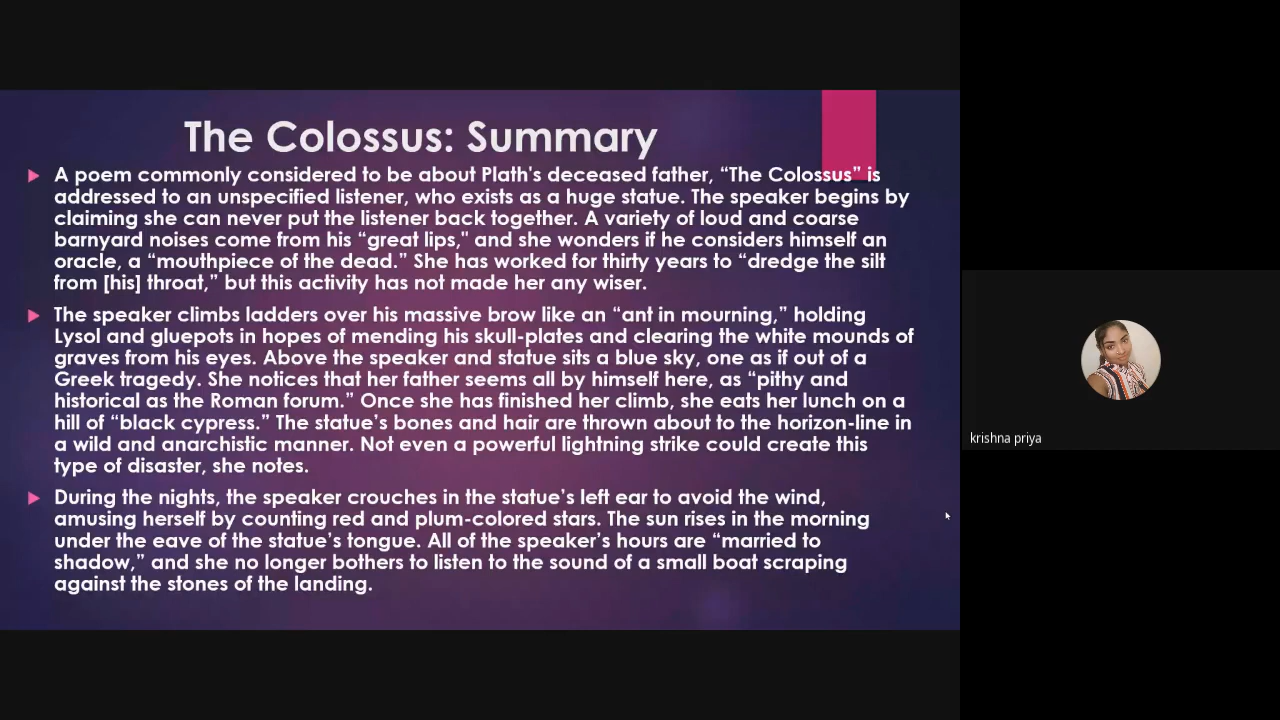 The Colossus: Summary
A poem commonly considered to be about Plath's deceased father, “The Colossus” is
addressed to an unspecified listener, who exists as a huge statue. The speaker begins by
claiming she can never put the listener back together. A variety of loud and coarse
barnyard noises come from his “great lips," and she wonders if he considers himself an
oracle, a “mouthpiece of the dead.” She has worked for thirty years to “dredge the silt
from [his] throat,” but this activity has not made her any wiser.
The speaker climbs ladders over his massive brow like an “ant in mourning,” holding
Lysol and gluepots in hopes of mending his skull-plates and clearing the white mounds of
graves from his eyes. Above the speaker and statue sits a blue sky, one as if out of a
Greek tragedy. She notices that her father seems all by himself here, as “pithy and
historical as the Roman forum.” Once she has finished her climb, she eats her lunch on a
hill of “black cypress.” The statue’s bones and hair are thrown about to the horizon-line in
a wild and anarchistic manner. Not even a powerful lightning strike could create this
type of disaster, she notes.
During the nights, the speaker crouches in the statue’s left ear to avoid the wind,
amusing herself by counting red and plum-colored stars. The sun rises in the morning
under the eave of the statue’s tongue. All of the speaker’s hours are “married to
shadow,” and she no longer bothers to listen to the sound of a small boat scraping
against the stones of the landing.
krishna priya